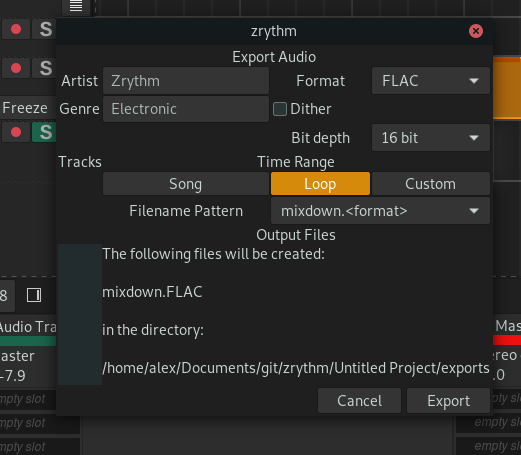 zrythm
S
Export Audio
Artist Zrythm Format FLAC
S
Freeze Genre Electronic Dither
S
Bit depth 16 bit
Tracks Time Range
Song Loop Custom
Filename Pattern mixdown.<format>
Output Files
The following files will be created:
mixdown.FLAC
8
Audio Tra in the directory: Mas
aster ereo
-7.9 /home/alex/Documents/git/zrythm/Untitled Project/exports .0
empty slot Cancel Export empty slot
empty slot empty slot
empty slot empty slot